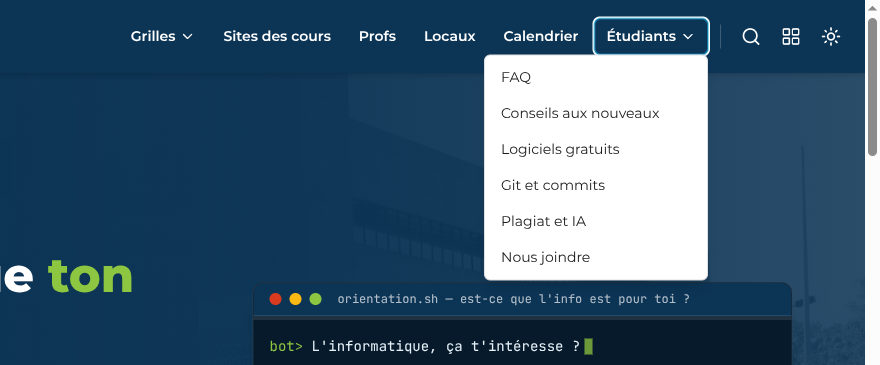 Grilles
Sites des cours
Profs
Locaux
Calendrier
Étudiants
FAQ
Conseils aux nouveaux
Logiciels gratuits
Git et commits
Plagiat et IA
Nous joindre
ton
orientation.sh — est-ce que l'info est pour toi ?
bot> L'informatique, ça t'intéresse ?